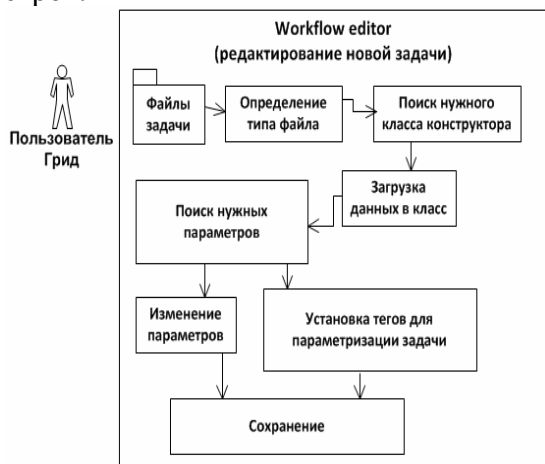 Workflow editor
(редактирование новой задачи)
Файлы
задачи
Определение
типа файла
Поиск нужного
класса конструктора
Пользователь
Грид
Загрузка
данных в класс
Поиск нужных
параметров
Изменение
параметров
Установка тегов для
параметризации задачи
Сохранение